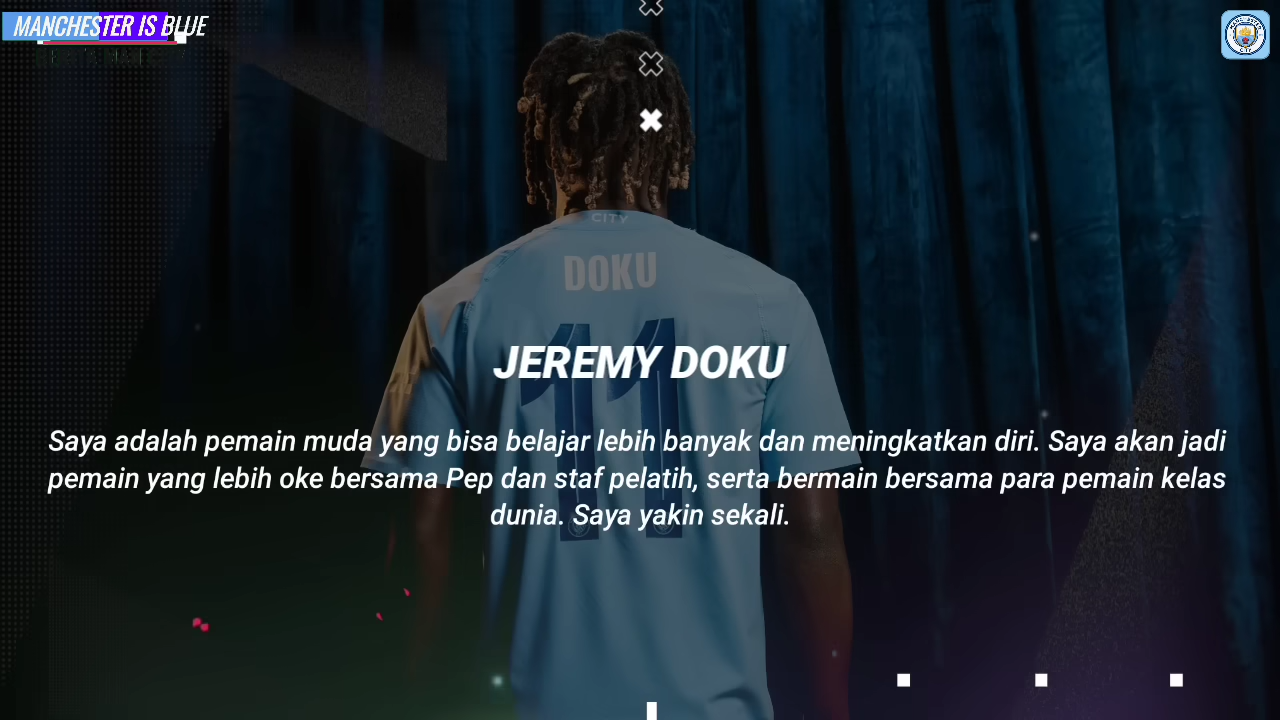 MANCHESTER IS BLUE
CITY
DOKU
11
JEREMY DOKU
Saya adalah pemain muda yang bisa belajar lebih banyak dan meningkatkan diri. Saya akan jadi
pemain yang lebih oke bersama Pep dan staf pelatih, serta bermain bersama para pemain kelas
dunia. Saya yakin sekali.